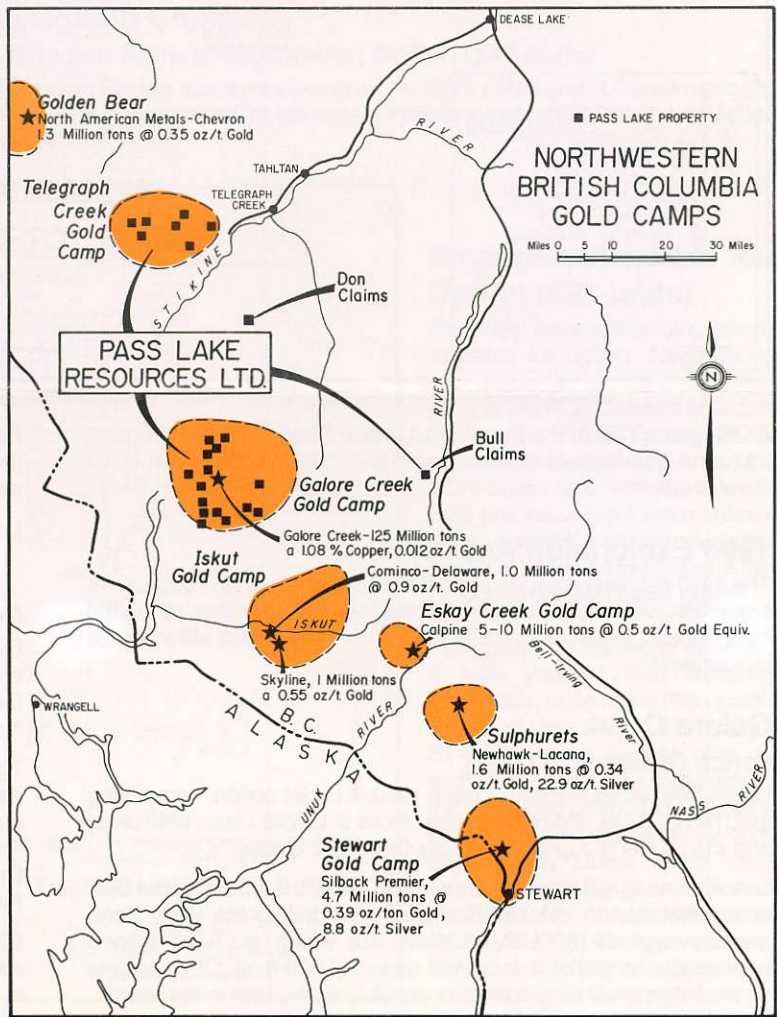 DEASE LAKE
Golden Bear
North American Metals-Chevron
1.3 Million tons @ 0.35 oz/t. Gold
PASS LAKE PROPERTY
NORTHWESTERN
BRITISH COLUMBIA
GOLD CAMPS
Miles 0 5 10 20 30 Miles
RIVER
TAHLTAN
TELEGRAPH
CREEK
Telegraph
Creek
Gold
Camp
STIKINE
Don
Claims
N
PASS LAKE
RESOURCES LTD.
RIVER
Bull
Claims
Galore Creek
Gold Camp
Galore Creek-125 Million tons
a 1.08 % Copper, 0.012 oz/t Gold
Iskut
Gold Camp
Cominco-Delaware, 1.0 Million tons
@ 0.9 oz/t. Gold
ISKUT
Eskay Creek Gold Camp
Calpine 5-10 Million tons @ 0.5 oz/t. Gold Equiv.
Skyline, 1 Million tons
a 0.55 oz/t. Gold
Bell-Irving
River
WRANGELL
B.C.
ALASKA
UNUK
RIVER
Sulphurets
Newhawk-Lacana,
1.6 Million tons @ 0.34
oz/t. Gold, 22.9 oz/t. Silver
NASS
RIVER
Stewart
Gold Camp
Silback Premier,
4.7 Million tons @
0.39 oz/ton Gold,
8.8 oz/t. Silver
STEWART